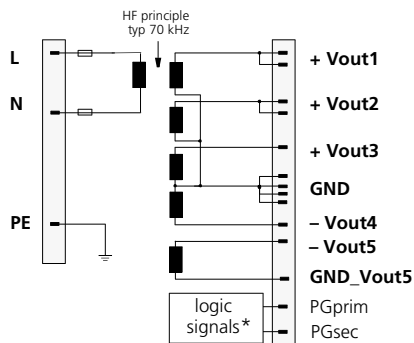 HF principle
typ 70 kHz
L
N
PE
+ Vout1
+ Vout2
+ Vout3
GND
– Vout4
– Vout5
GND_Vout5
logic
signals*
PGprim
PGsec